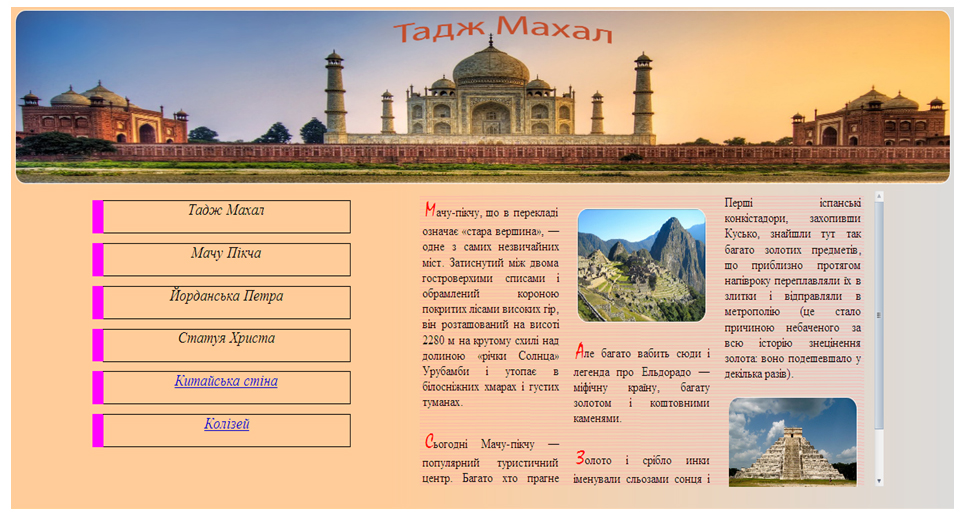 Тадж Махал
Тадж Махал
Мачу Пікча
Йорданська Петра
Статуя Христа
Китайська стіна
Колізей
Мачу-пікчу, що в перекладі
означає «стара вершина», —
одне з самих незвичайних
міст. Затиснутий між двома
гостроверхими списами і
обрамлений короною
покритих лісами високих гір,
він розташований на висоті
2280 м на крутому схилі над
долиною «річки Солнца»
Урубамби і утопає в
білосніжних хмарах і густих
туманах.
Сьогодні Мачу-пікчу —
популярний туристичний
центр. Багато хто прагне
Але багато вабить сюди і
легенда про Ельдорадо —
міфічну країну, багату
золотом і коштовними
каменями.
Золото і срібло инки
іменували сльозами сонця і
Перші іспанські
конкістадори, захопивши
Кусько, знайшли тут так
багато золотих предметів,
що приблизно протягом
напівроку переплавляли їх в
злитки і відправляли в
метрополію (це стало
причиною небаченого за
всю історію знецінення
золота: воно подешевшало у
декілька разів).